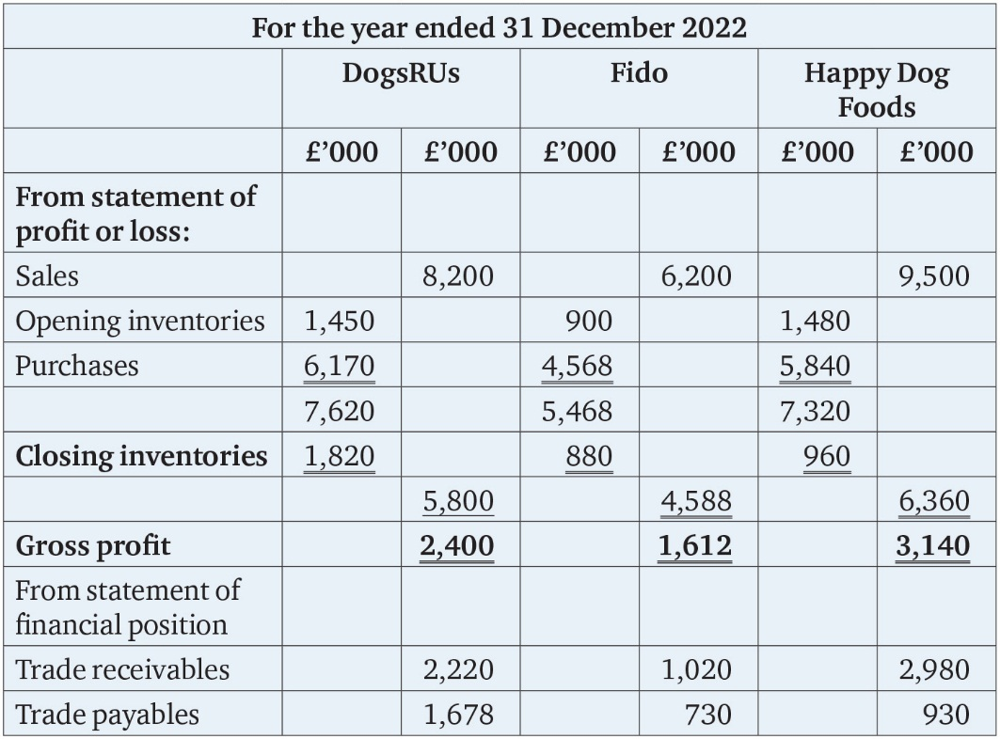 For the year ended 31 December 2022
DogsRUs Fido Happy Dog
Foods
£’000 £’000 £’000 £’000 £’000 £’000
From statement of
profit or loss:
Sales 8,200 6,200 9,500
Opening inventories 1,450 900 1,480
Purchases 6,170 4,568 5,840
7,620 5,468 7,320
Closing inventories 1,820 880 960
5,800 4,588 6,360
Gross profit 2,400 1,612 3,140
From statement of
financial position
Trade receivables 2,220 1,020 2,980
Trade payables 1,678 730 930